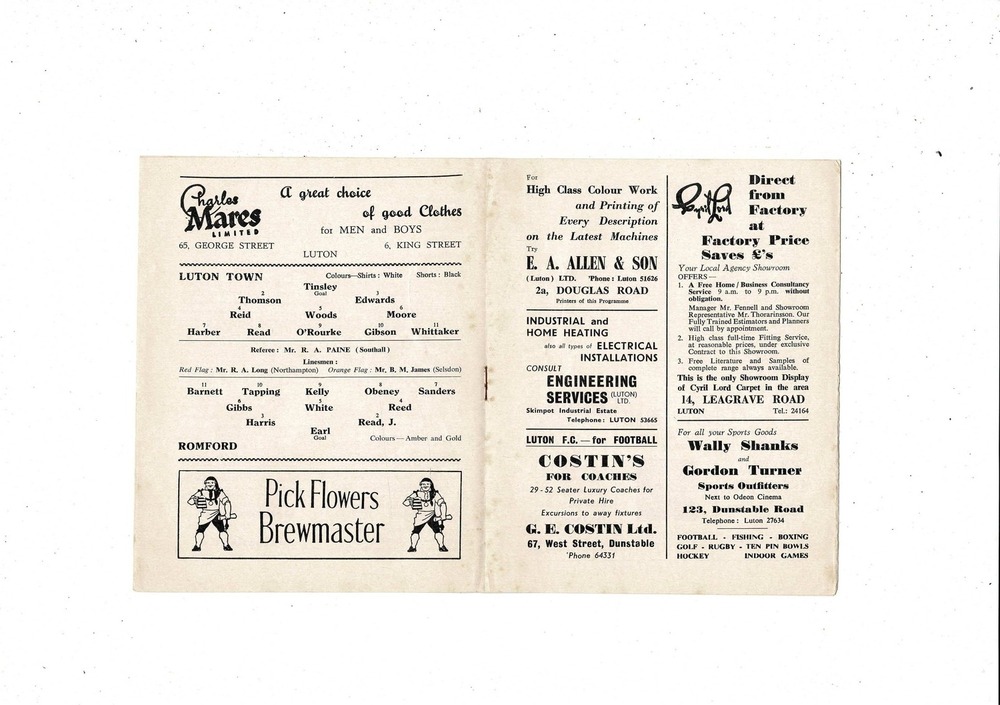 Charles
Mares
LIMITED
A great choice
of good Clothes
for MEN and BOYS
65, GEORGE STREET
6, KING STREET
LUTON
LUTON TOWN
Colours—Shirts: White Shorts: Black
Tinsley
Goal
2 3
Thomson Edwards
4 5 6
Reid Woods Moore
7 8 9 10 11
Harber Read O'Rourke Gibson Whittaker
Referee: Mr. R. A. PAINE (Southall)
Linesmen:
Red Flag: Mr. R. A. Long (Northampton) Orange Flag: Mr, B, M, James (Selsdon)
11 10 9 8 7
Barnett Tapping Kelly Obeney Sanders
6 5 4
Gibbs White Reed
3 2
Harris Read, J.
Earl
Goal
Colours—Amber and Gold
ROMFORD
Pick Flowers
Brewmaster
For
High Class Colour Work
and Printing of
Every Description
on the Latest Machines
Try
E. A. ALLEN & SON
(Luton) LTD. 'Phone: Luton 51626
2a, DOUGLAS ROAD
Printers of this Programme
INDUSTRIAL and
HOME HEATING
also all types of ELECTRICAL
INSTALLATIONS
CONSULT
ENGINEERING
SERVICES (LUTON) LTD.
Skimpot Industrial Estate
Telephone: LUTON 53665
LUTON F.C.—for FOOTBALL
COSTIN'S
FOR COACHES
29-52 Seater Luxury Coaches for
Private Hire
Excursions to away fixtures
G. E. COSTIN Ltd.
67, West Street, Dunstable
'Phone 64331
Cyril Lord
Direct
from
Factory
at
Factory Price
Saves £'s
Your Local Agency Showroom
OFFERS—
1. A Free Home/Business Consultancy
Service 9 a.m. to 9 p.m. without
obligation.
Manager Mr. Fennell and Showroom
Representative Mr. Thorarinsson. Our
Fully Trained Estimators and Planners
will call by appointment.
2. High class full-time Fitting Service,
at reasonable prices, under exclusive
Contract to this Showroom.
3. Free Literature and Samples of
complete range always available.
This is the only Showroom Display
of Cyril Lord Carpet in the area
14, LEAGRAVE ROAD
LUTON Tel.: 24164
For all your Sports Goods
Wally Shanks
and
Gordon Turner
Sports Outfitters
Next to Odeon Cinema
123, Dunstable Road
Telephone: Luton 27634
FOOTBALL - FISHING - BOXING
GOLF - RUGBY - TEN PIN BOWLS
HOCKEY INDOOR GAMES